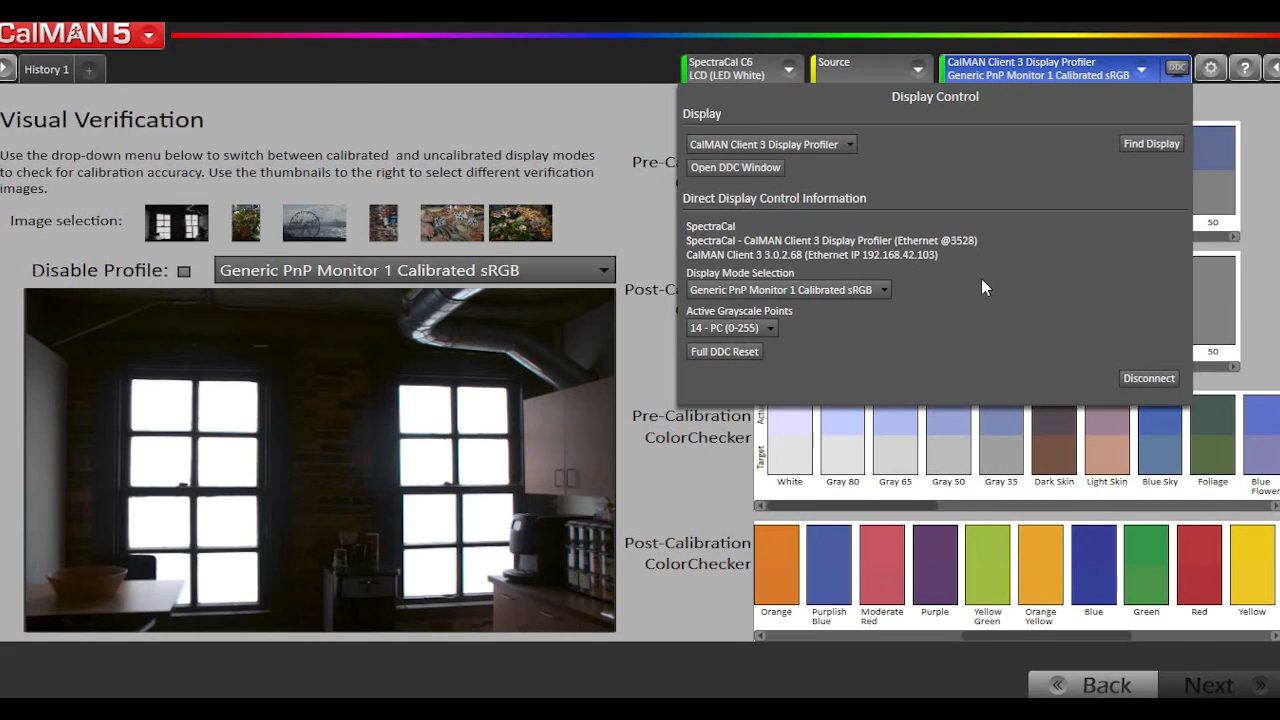 CalMAN 5
History 1
+
SpectraCal C6
LCD (LED White)
Source
CalMAN Client 3 Display Profiler
Generic PnP Monitor 1 Calibrated sRGB
DDC
?
Visual Verification
Use the drop-down menu below to switch between calibrated and uncalibrated display modes
to check for calibration accuracy. Use the thumbnails to the right to select different verification
images.
Image selection:
Disable Profile:
Generic PnP Monitor 1 Calibrated sRGB
Display Control
Display
CalMAN Client 3 Display Profiler
Find Display
Open DDC Window
Direct Display Control Information
SpectraCal
SpectraCal - CalMAN Client 3 Display Profiler (Ethernet @3528)
CalMAN Client 3 3.0.2.68 (Ethernet IP 192.168.42.103)
Display Mode Selection
Generic PnP Monitor 1 Calibrated sRGB
Active Grayscale Points
14 - PC (0-255)
Full DDC Reset
Disconnect
Pre-Ca
50
Post-Cal
50
Pre-Calibration
ColorChecker
Target
White
Gray 80
Gray 65
Gray 50
Gray 35
Dark Skin
Light Skin
Blue Sky
Foliage
Blue
Flower
Post-Calibration
ColorChecker
Orange
Purplish
Blue
Moderate
Red
Purple
Yellow
Green
Orange
Yellow
Blue
Green
Red
Yellow
Back
Next